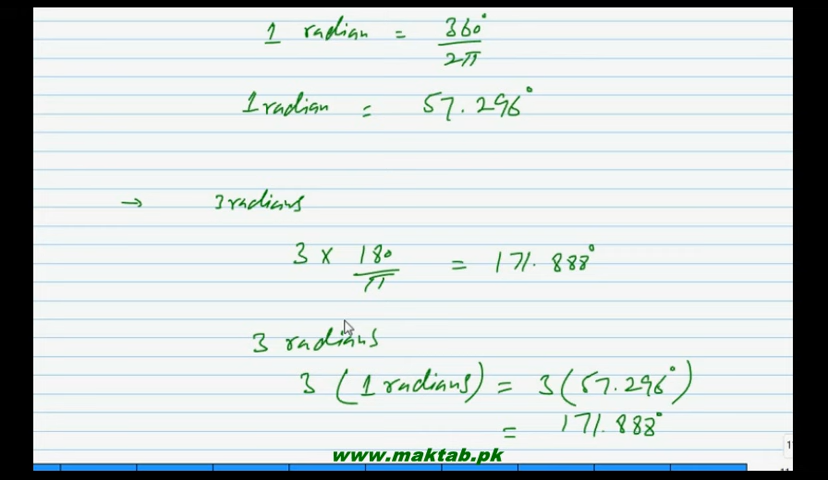 1 radian = 360°/2π
1 radian = 57.296°
→ 3 radians
3 × 180/π = 171.888°
3 radians
3 (1 radians) = 3(57.296°)
= 171.888°
www.maktab.pk